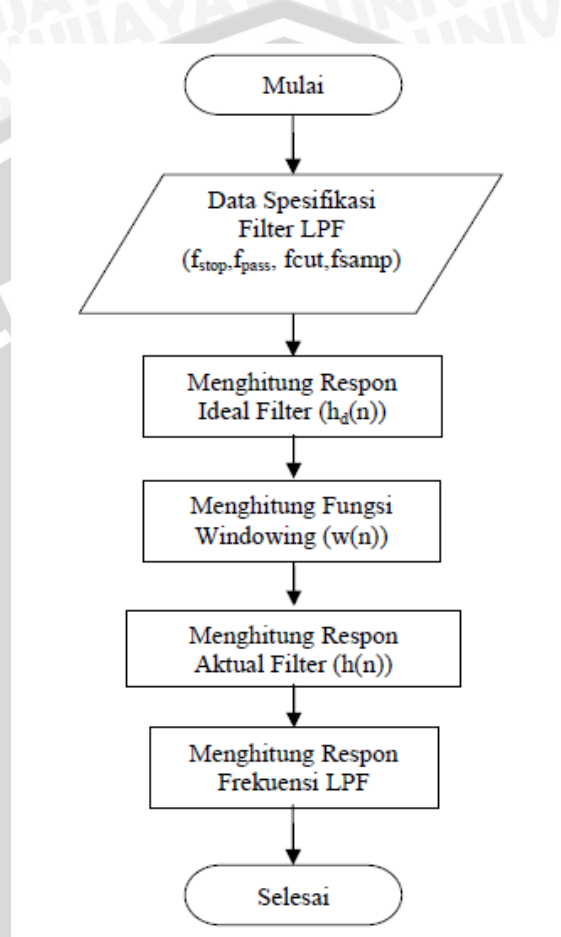 Mulai
Data Spesifikasi
Filter LPF
(fstop,fpass, fcut,fsamp)
Menghitung Respon
Ideal Filter (hd(n))
Menghitung Fungsi
Windowing (w(n))
Menghitung Respon
Aktual Filter (h(n))
Menghitung Respon
Frekuensi LPF
Selesai